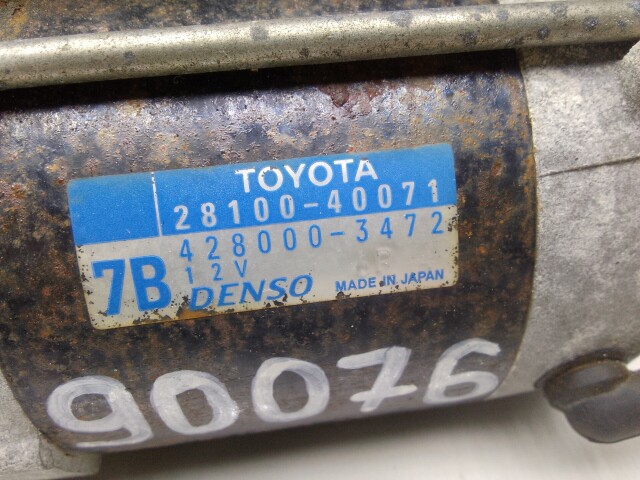 TOYOTA
28100-40071
428000-3472
7B
12V
DENSO MADE IN JAPAN
90076